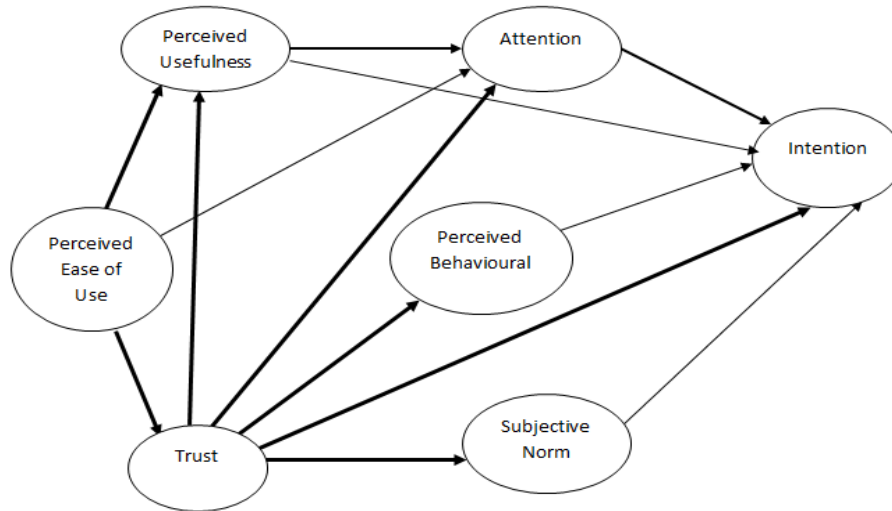 Perceived
Usefulness
Attention
Intention
Perceived
Ease of
Use
Perceived
Behavioural
Trust
Subjective
Norm